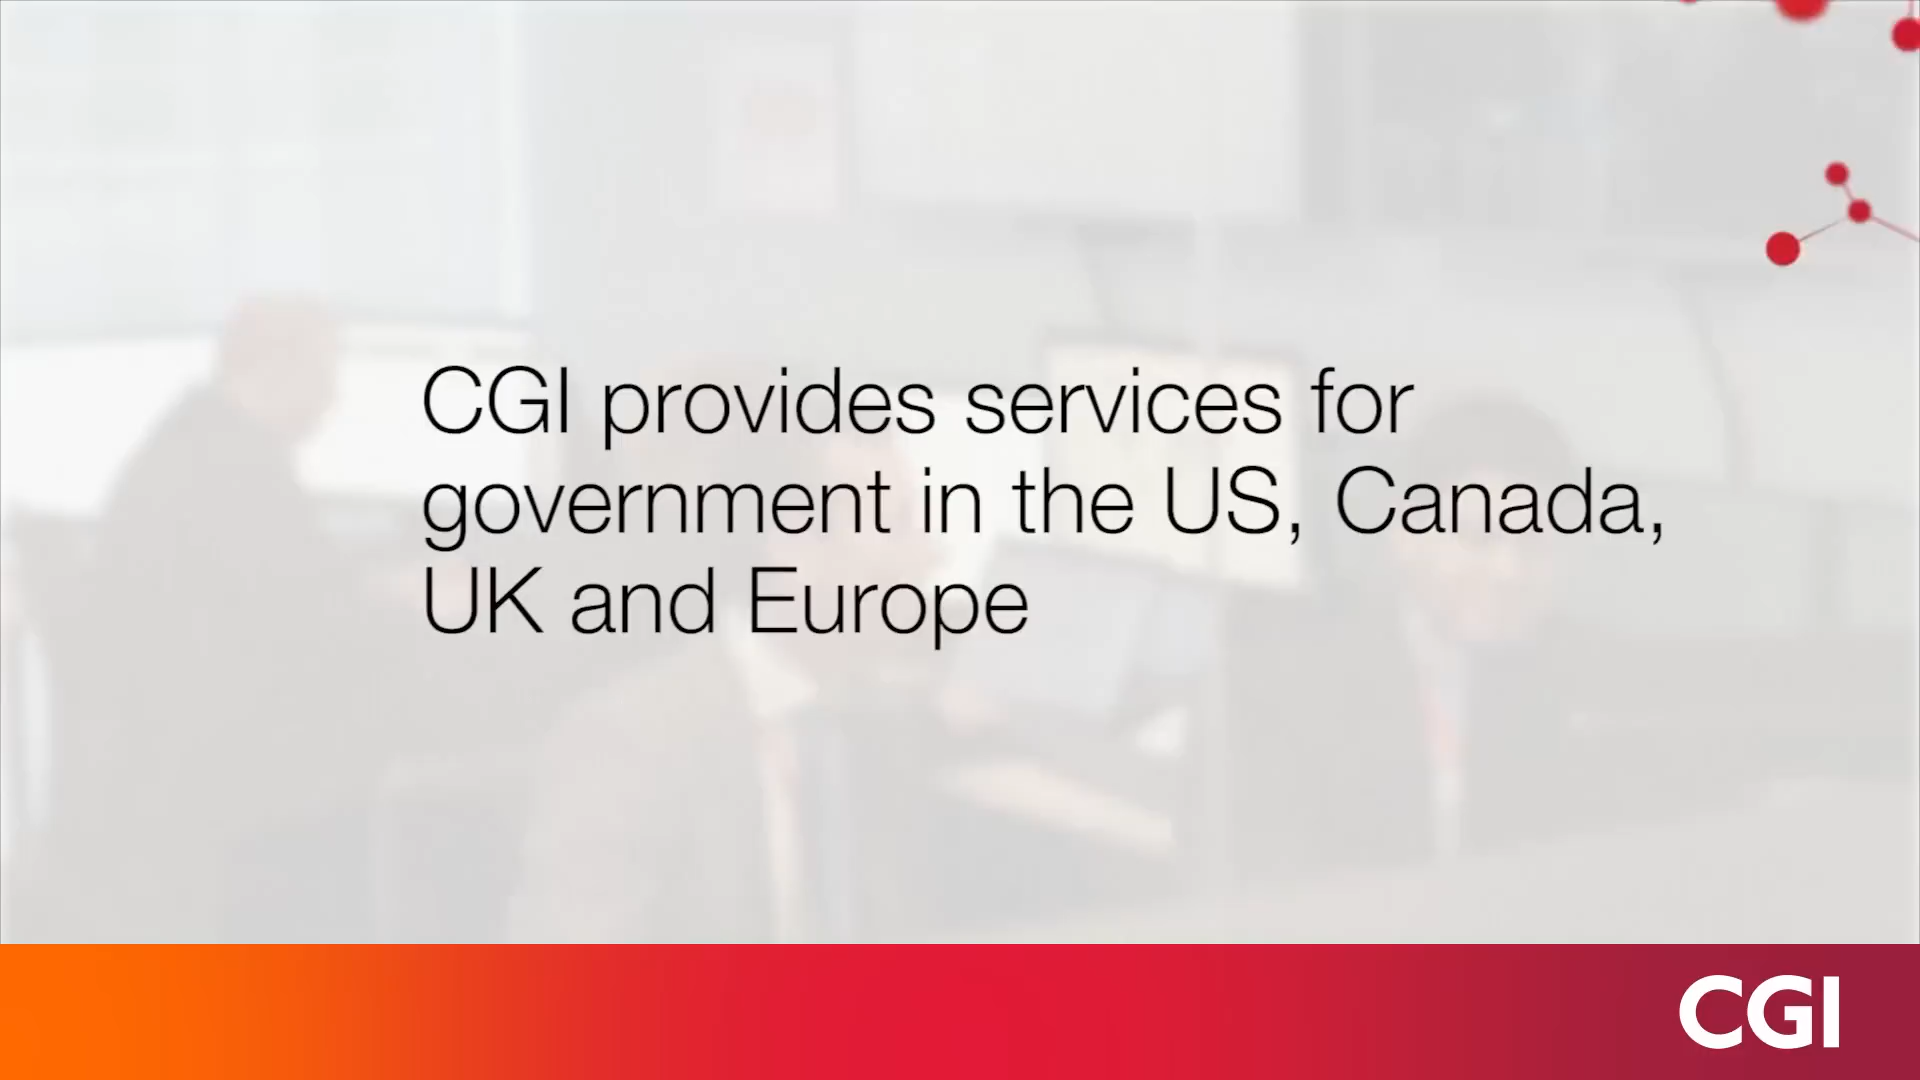 CGI provides services for
government in the US, Canada,
UK and Europe
CGI